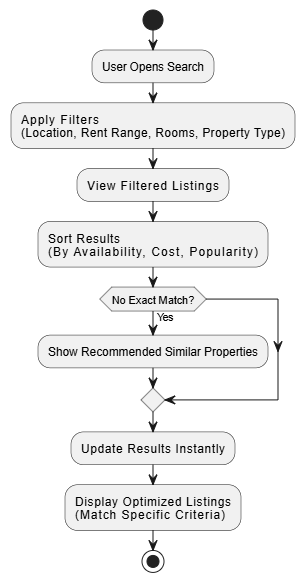 User Opens Search
Apply Filters
(Location, Rent Range, Rooms, Property Type)
View Filtered Listings
Sort Results
(By Availability, Cost, Popularity)
No Exact Match?
Yes
Show Recommended Similar Properties
Update Results Instantly
Display Optimized Listings
(Match Specific Criteria)